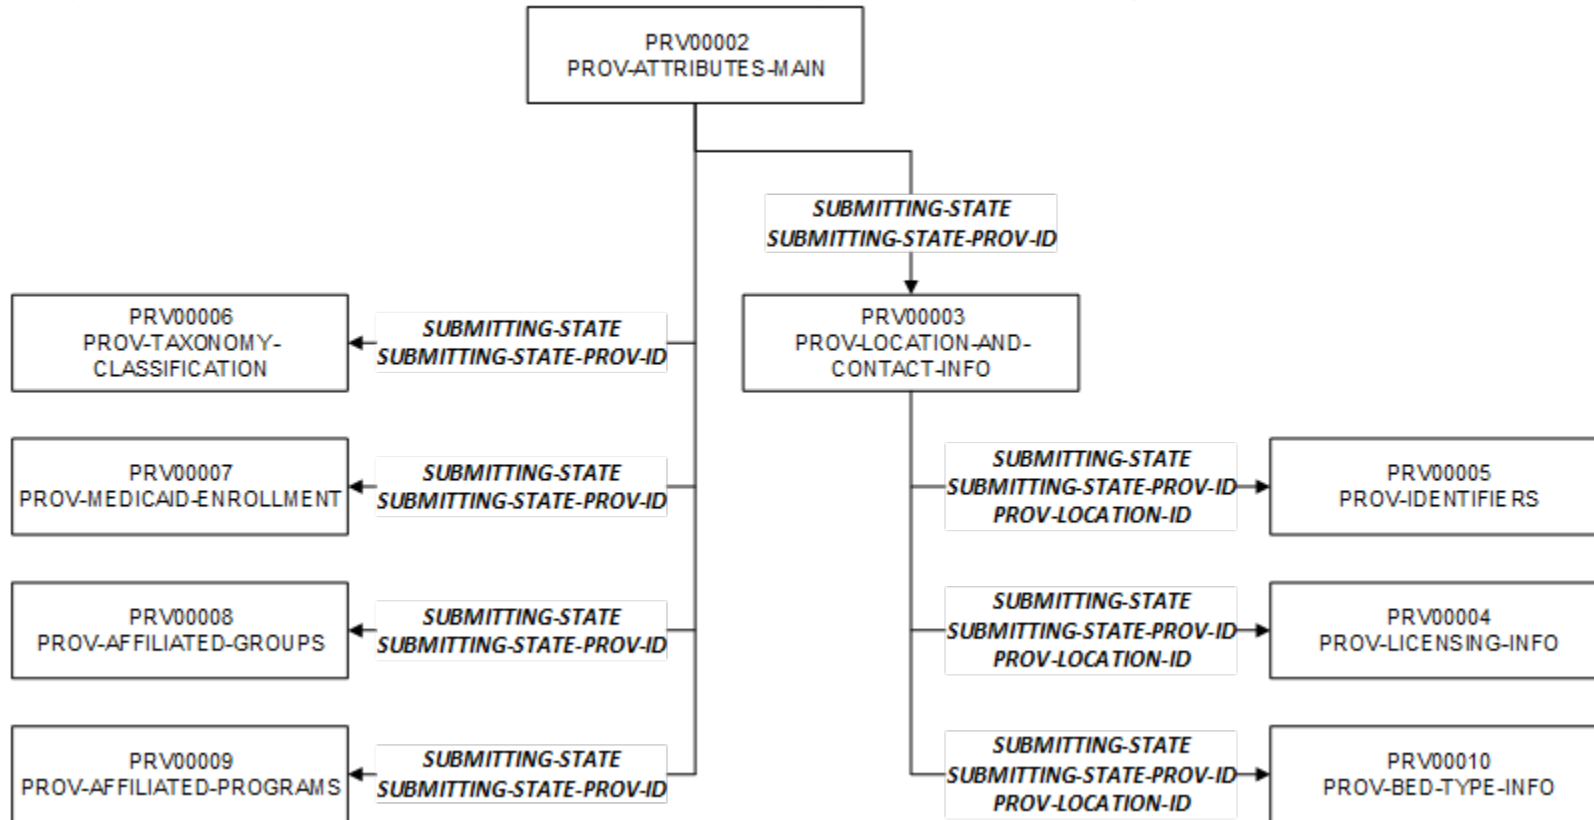 PRV00002
PROV-ATTRIBUTES-MAIN
SUBMITTING-STATE
SUBMITTING-STATE-PROV-ID
PRV00006
PROV-TAXONOMY-
CLASSIFICATION
SUBMITTING-STATE
SUBMITTING-STATE-PROV-ID
PRV00003
PROV-LOCATION-AND-
CONTACT-INFO
PRV00007
PROV-MEDICAID-ENROLLMENT
SUBMITTING-STATE
SUBMITTING-STATE-PROV-ID
SUBMITTING-STATE
SUBMITTING-STATE-PROV-ID
PROV-LOCATION-ID
PRV00005
PROV-IDENTIFIERS
PRV00008
PROV-AFFILIATED-GROUPS
SUBMITTING-STATE
SUBMITTING-STATE-PROV-ID
SUBMITTING-STATE
SUBMITTING-STATE-PROV-ID
PROV-LOCATION-ID
PRV00004
PROV-LICENSING-INFO
PRV00009
PROV-AFFILIATED-PROGRAMS
SUBMITTING-STATE
SUBMITTING-STATE-PROV-ID
SUBMITTING-STATE
SUBMITTING-STATE-PROV-ID
PROV-LOCATION-ID
PRV00010
PROV-BED-TYPE-INFO